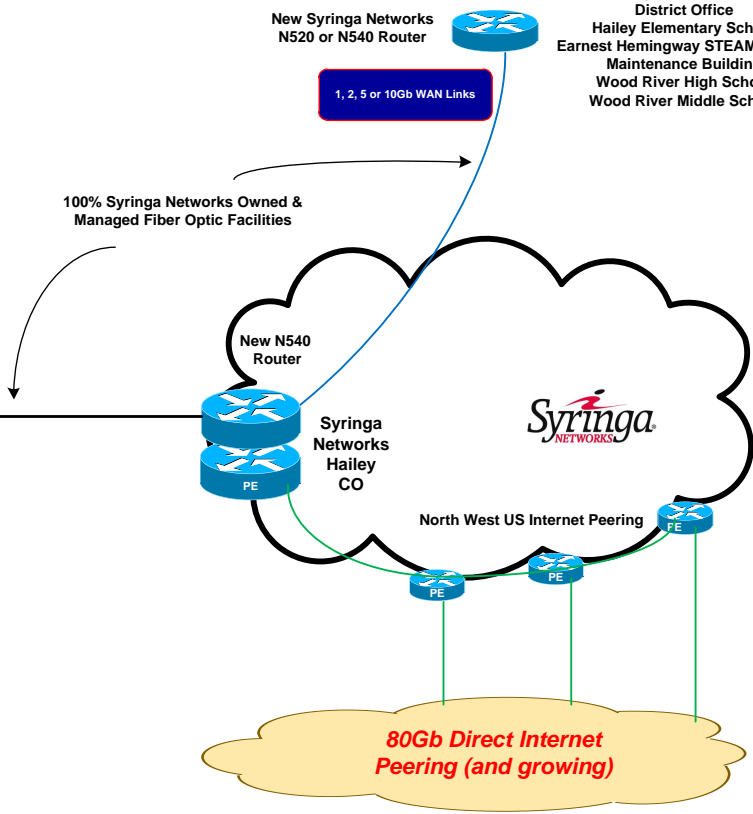 New Syringa Networks
N520 or N540 Router
District Office
Hailey Elementary Sch
Earnest Hemingway STEAM
Maintenance Buildin
Wood River High Scho
Wood River Middle Sch
1, 2, 5 or 10Gb WAN Links
100% Syringa Networks Owned &
Managed Fiber Optic Facilities
New N540
Router
Syringa
Networks
Hailey
CO
PE
Syringa
NETWORKS
North West US Internet Peering
PE
PE
PE
80Gb Direct Internet
Peering (and growing)